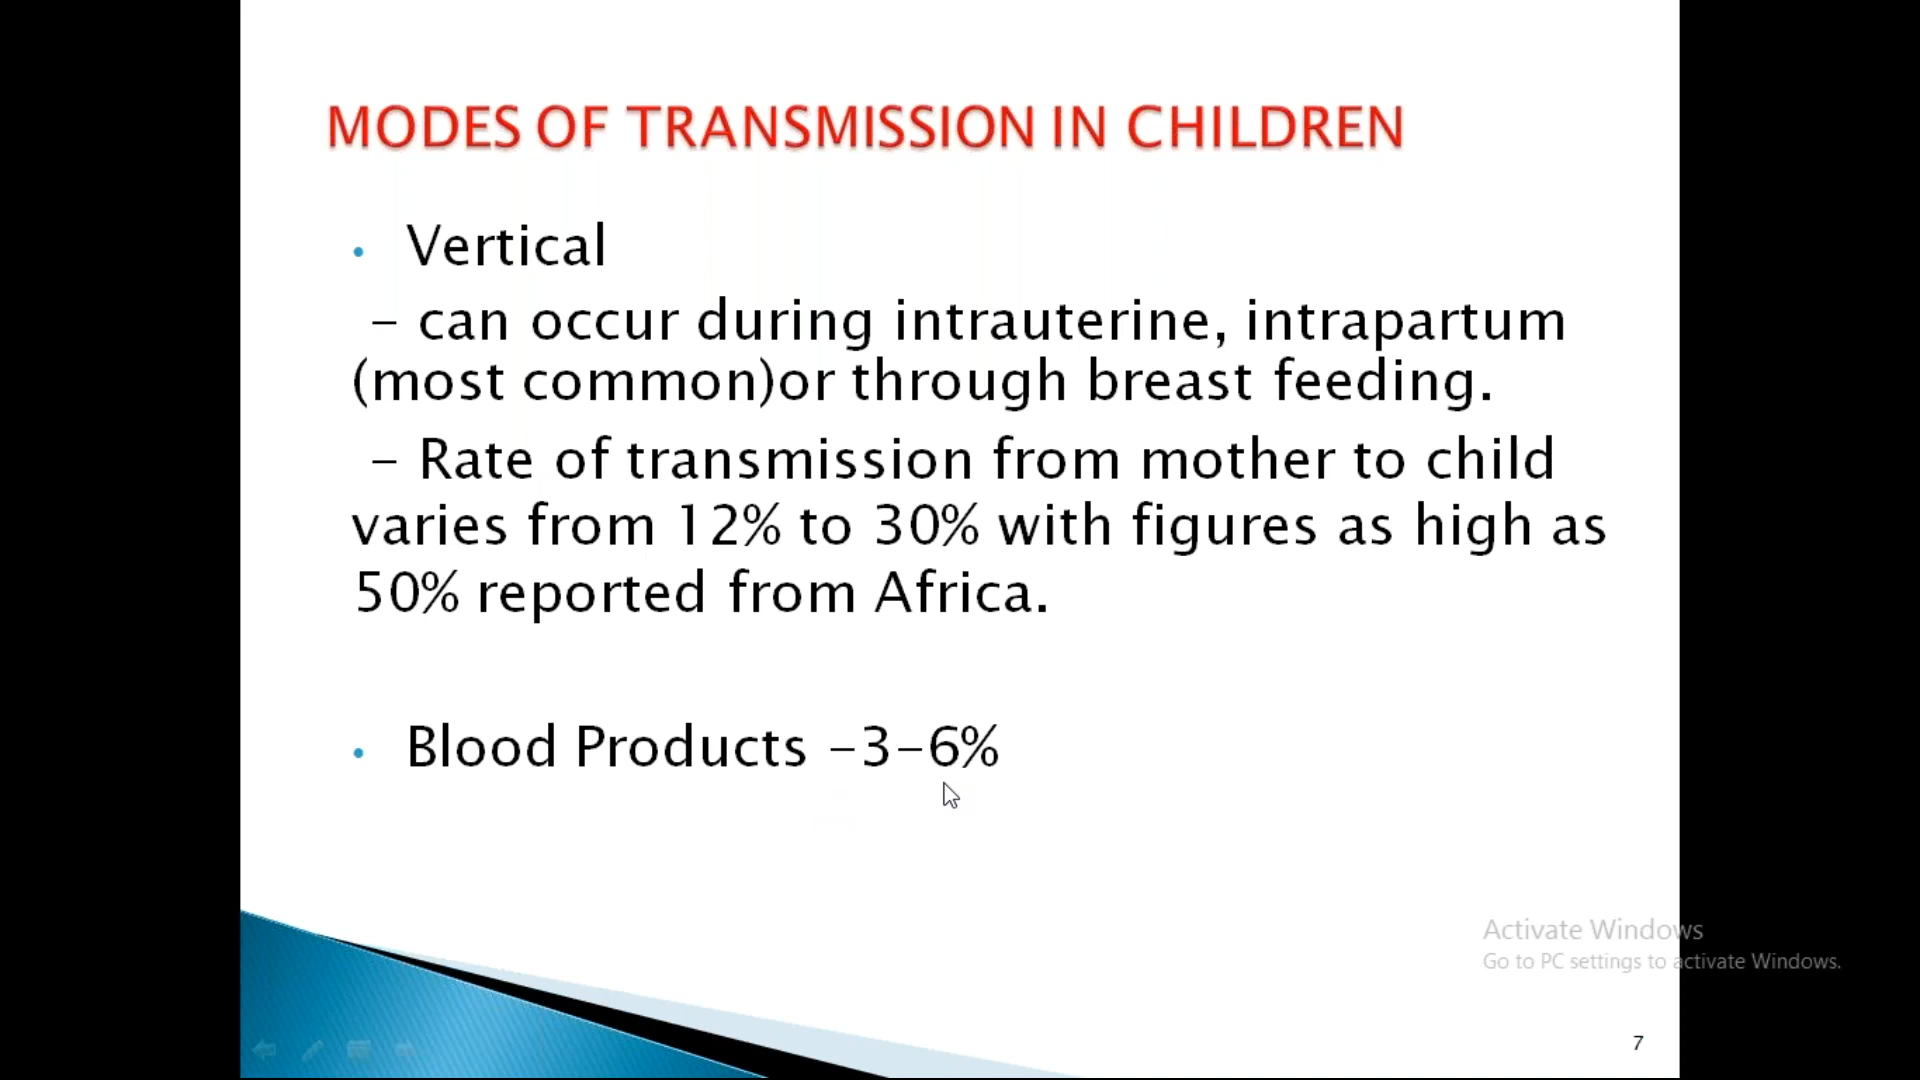 MODES OF TRANSMISSION IN CHILDREN
• Vertical
– can occur during intrauterine, intrapartum
(most common)or through breast feeding.
– Rate of transmission from mother to child
varies from 12% to 30% with figures as high as
50% reported from Africa.
• Blood Products –3–6%
Activate Windows
Go to PC settings to activate Windows.
7